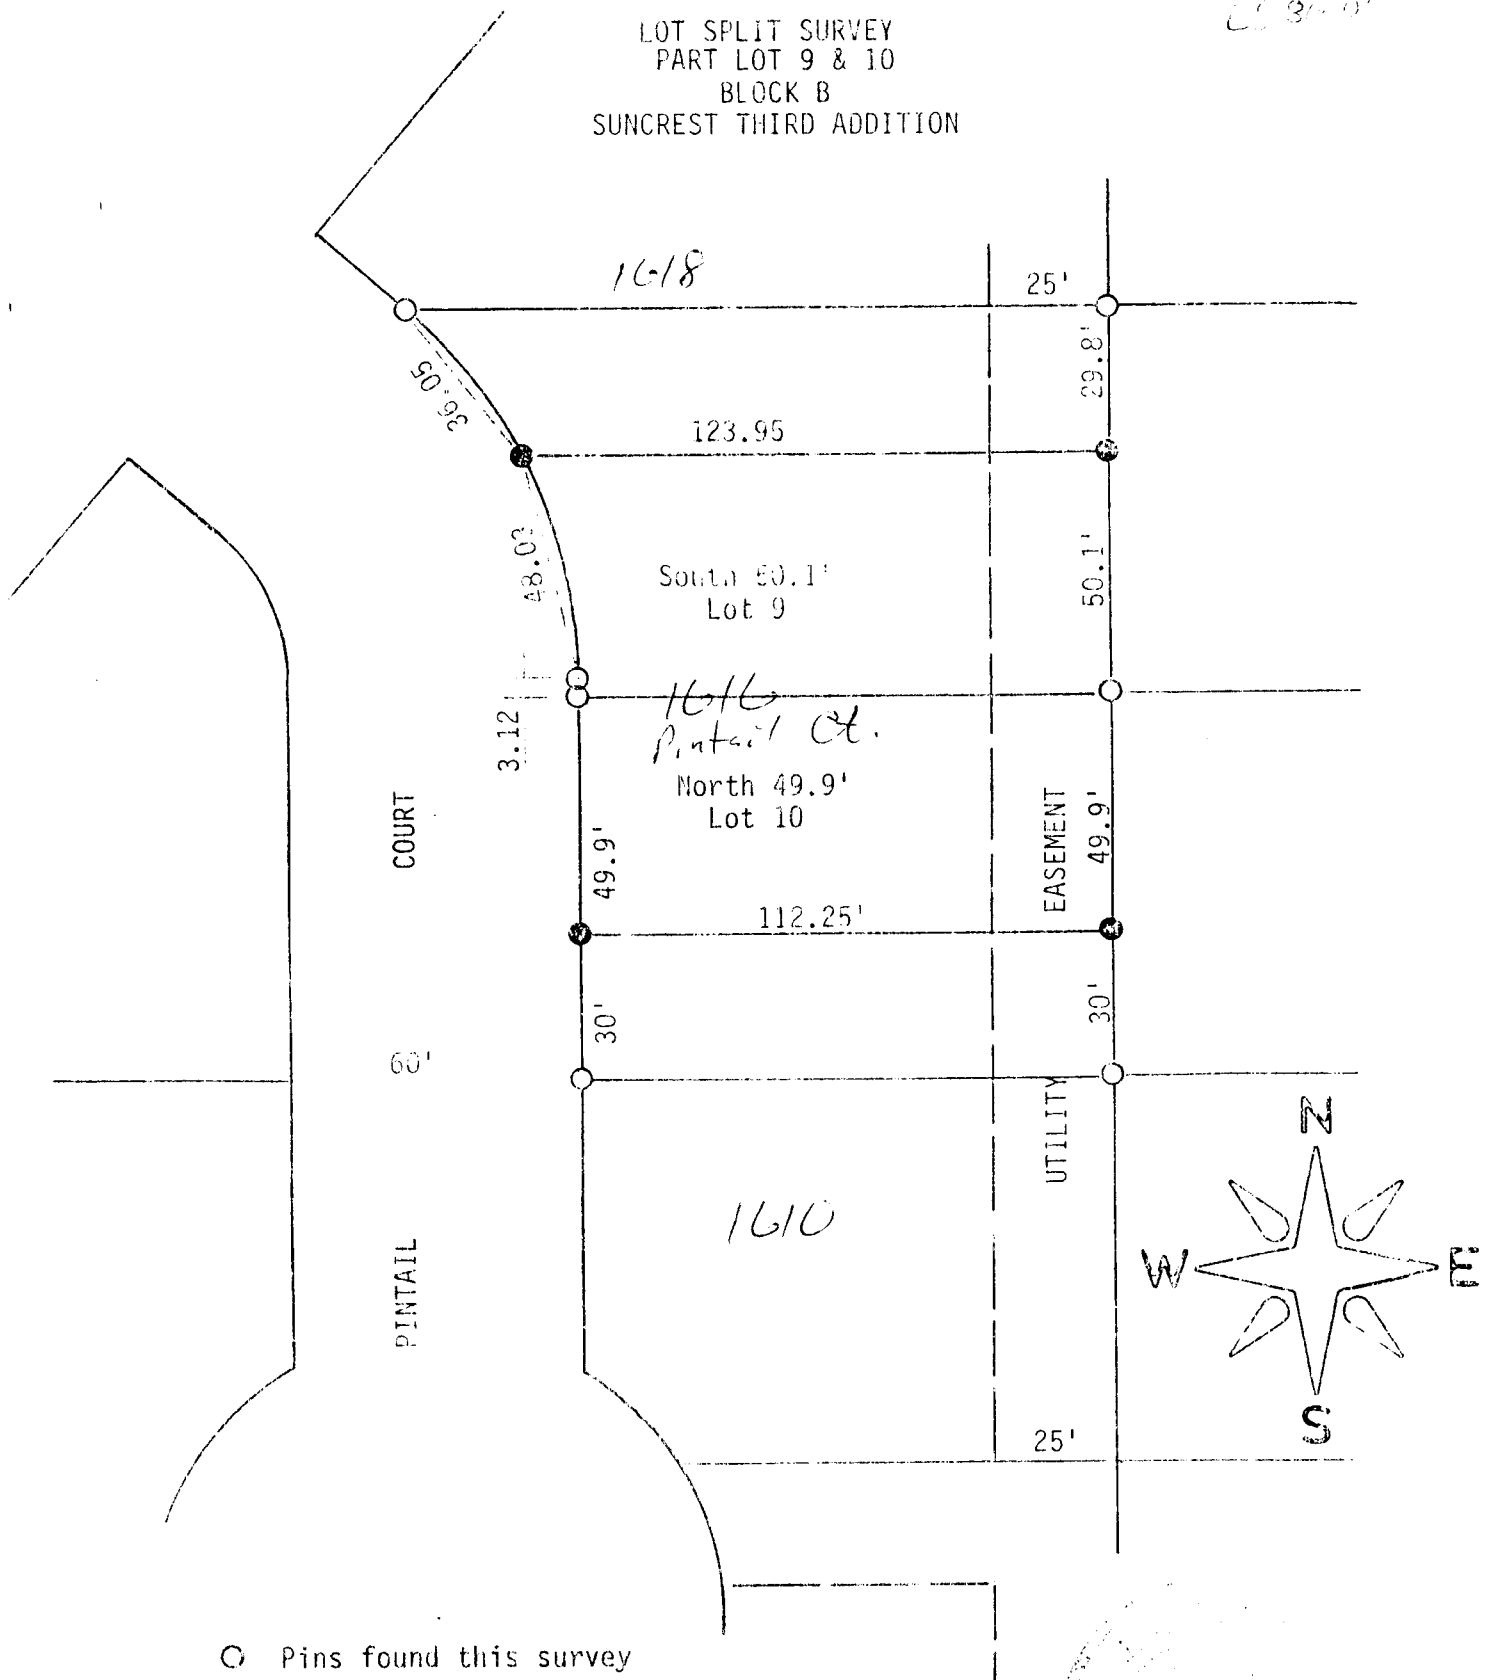 LOT SPLIT SURVEY
PART LOT 9 & 10
BLOCK B
SUNCREST THIRD ADDITION
1618
25'
29.8'
36.05
123.95
48.02
50.1'
South 50.1'
Lot 9
1616
Pintail Ct.
3.12
North 49.9'
Lot 10
COURT
49.9'
EASEMENT
49.9'
112.25'
30'
30'
60'
UTILITY
N
1610
W
E
PINTAIL
S
25'
Pins found this survey